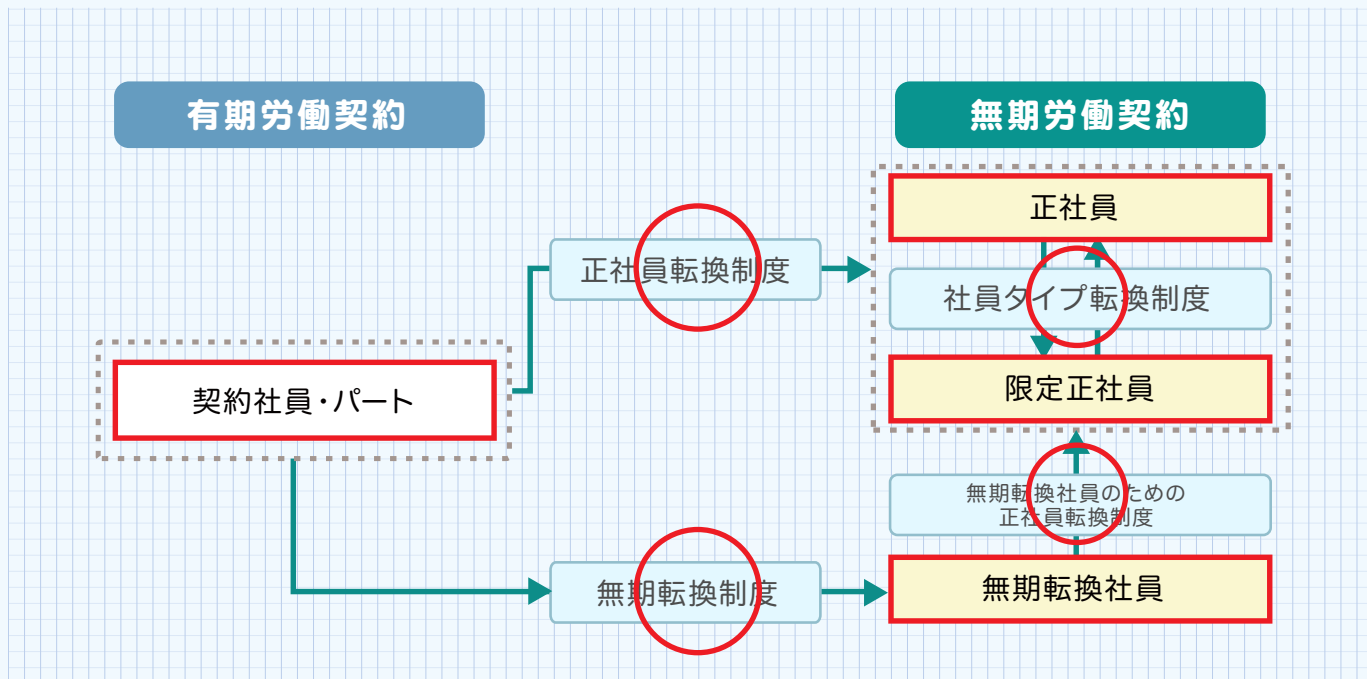 有期労働契約
無期労働契約
正社員
正社員転換制度
社員タイプ転換制度
契約社員・パート
限定正社員
無期転換社員のための
正社員転換制度
無期転換制度
無期転換社員